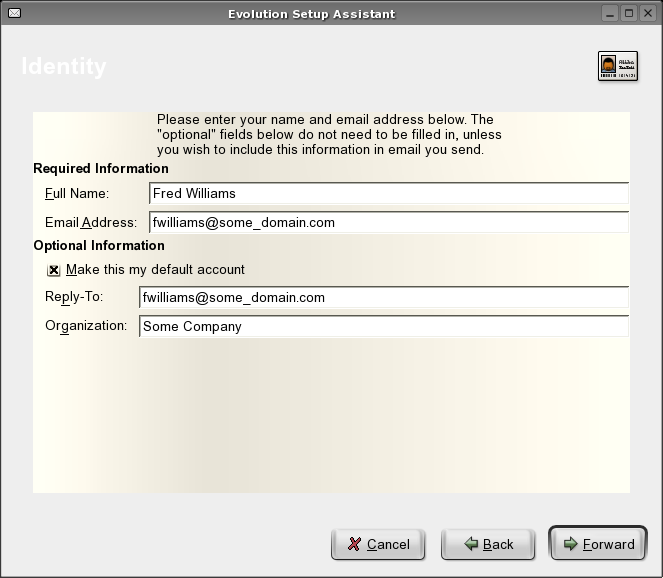 Evolution Setup Assistant
Identity
Please enter your name and email address below. The
"optional" fields below do not need to be filled in, unless
you wish to include this information in email you send.
Required Information
Full Name: Fred Williams
Email Address: fwilliams@some_domain.com
Optional Information
Make this my default account
Reply-To: fwilliams@some_domain.com
Organization: Some Company
Cancel Back Forward